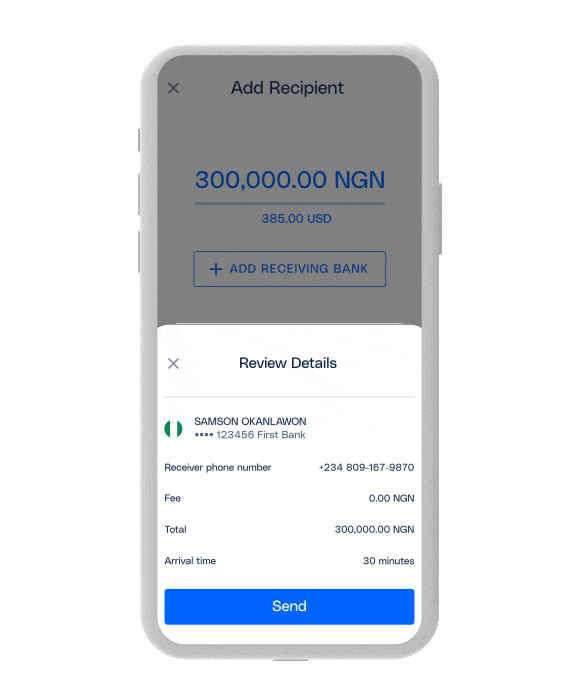 Add Recipient
300,000.00 NGN
385.00 USD
+ ADD RECEIVING BANK
Review Details
SAMSON OKANLAWON
•••• 123456 First Bank
Receiver phone number +234 809-167-9870
Fee 0.00 NGN
Total 300,000.00 NGN
Arrival time 30 minutes
Send